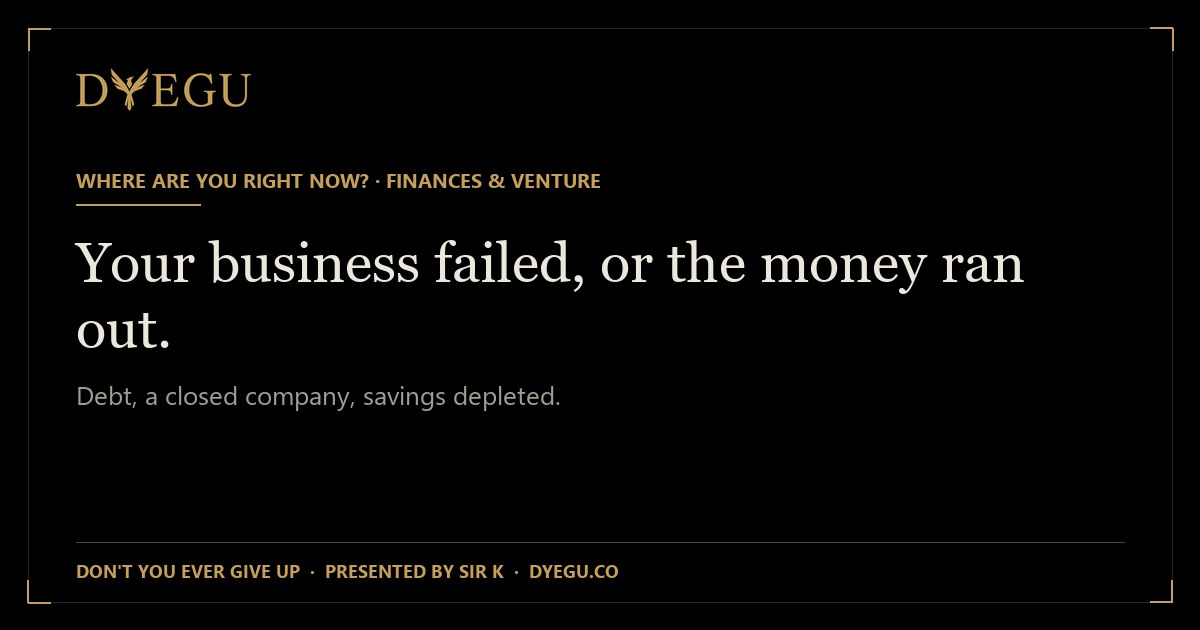 DYEGU
WHERE ARE YOU RIGHT NOW? · FINANCES & VENTURE
Your business failed, or the money ran
out.
Debt, a closed company, savings depleted.
DON'T YOU EVER GIVE UP · PRESENTED BY SIR K · DYEGU.CO